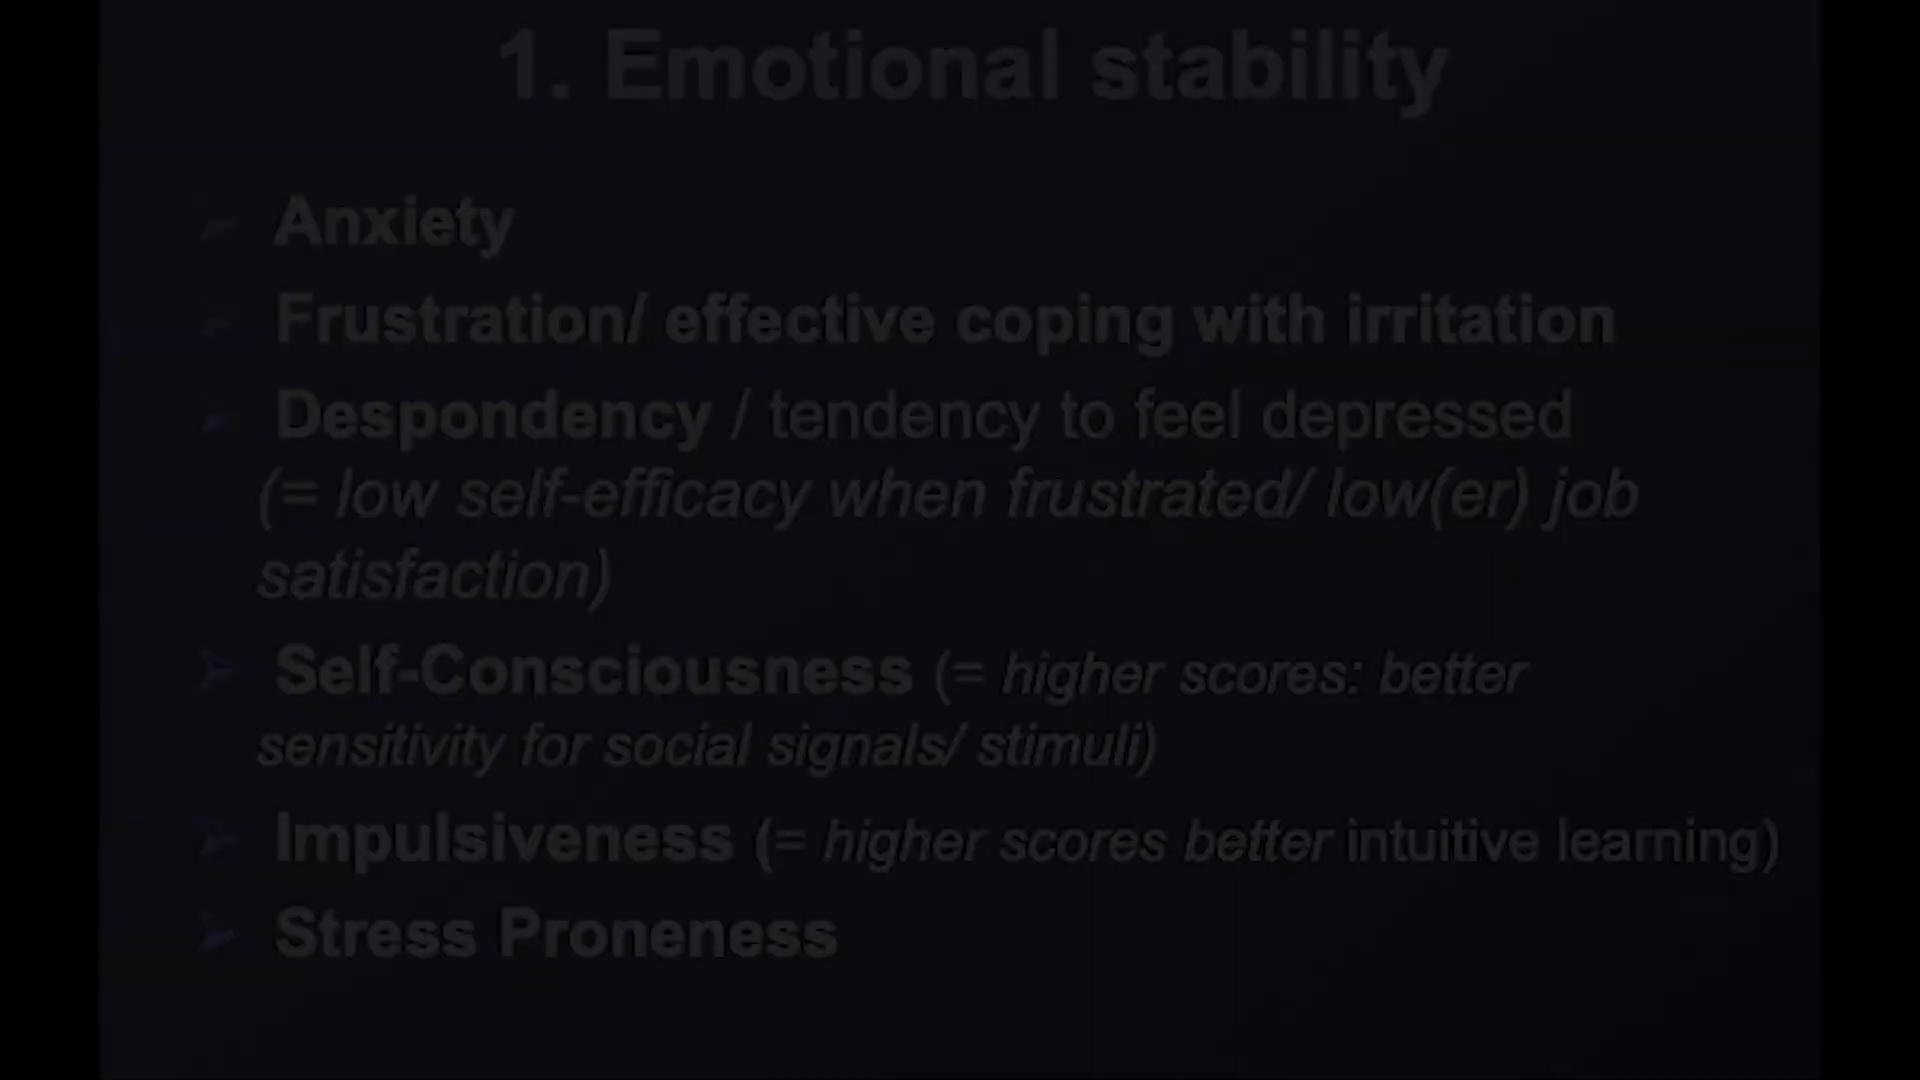 1. Emotional stability
➢ Anxiety
➢ Frustration/ effective coping with irritation
➢ Despondency / tendency to feel depressed
(= low self-efficacy when frustrated/ low(er) job
satisfaction)
➢ Self-Consciousness (= higher scores: better
sensitivity for social signals/ stimuli)
➢ Impulsiveness (= higher scores better intuitive learning)
➢ Stress Proneness